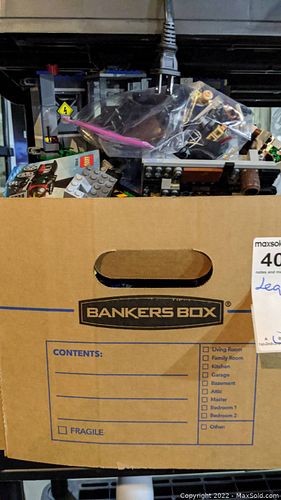 maxsold
40
BANKERS BOX®
CONTENTS:
Living Room
Family Room
Kitchen
Garage
Basement
Attic
Master
Bedroom 1
Bedroom 2
Other:
FRAGILE
Copyright 2022 - MaxSold.com